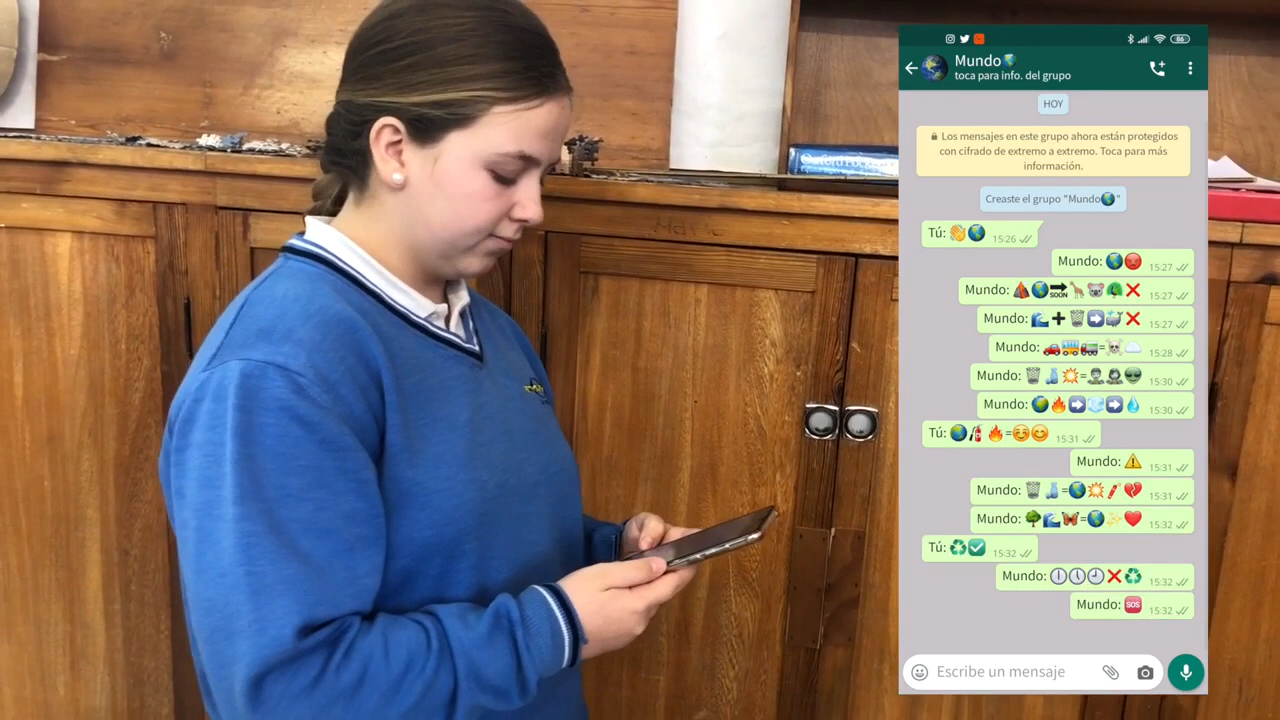 Oxford Pocket
86
Mundo🌍
toca para info. del grupo
HOY
Los mensajes en este grupo ahora están protegidos
con cifrado de extremo a extremo. Toca para más
información.
Creaste el grupo "Mundo🌍"
Tú: 👋🌍 15:26
Mundo: 🌍😡 15:27
Mundo: 🌋🌍🔜🦒🐨🌳❌ 15:27
Mundo: 🌊➕🗑➡🐳❌ 15:27
Mundo: 🚗🚌🚛=☠☁ 15:28
Mundo: 🗑💥=👽 15:30
Mundo: 🌍🔥➡🧊➡💧 15:30
Tú: 🌍🧯🔥=☺😊 15:31
Mundo: ⚠ 15:31
Mundo: 🗑=🌍💥🧨💔 15:31
Mundo: 🌳🌊🦋=🌍✨❤ 15:32
Tú: ♻✅ 15:32
Mundo: 🕧🕔🕘❌♻ 15:32
Mundo: 🆘 15:32
Escribe un mensaje